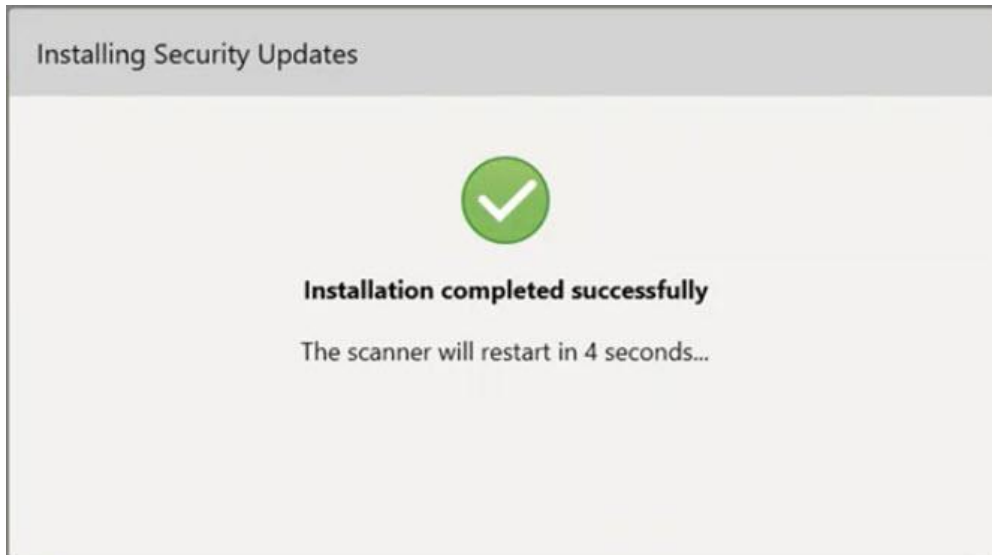 Installing Security Updates
Installation completed successfully
The scanner will restart in 4 seconds...